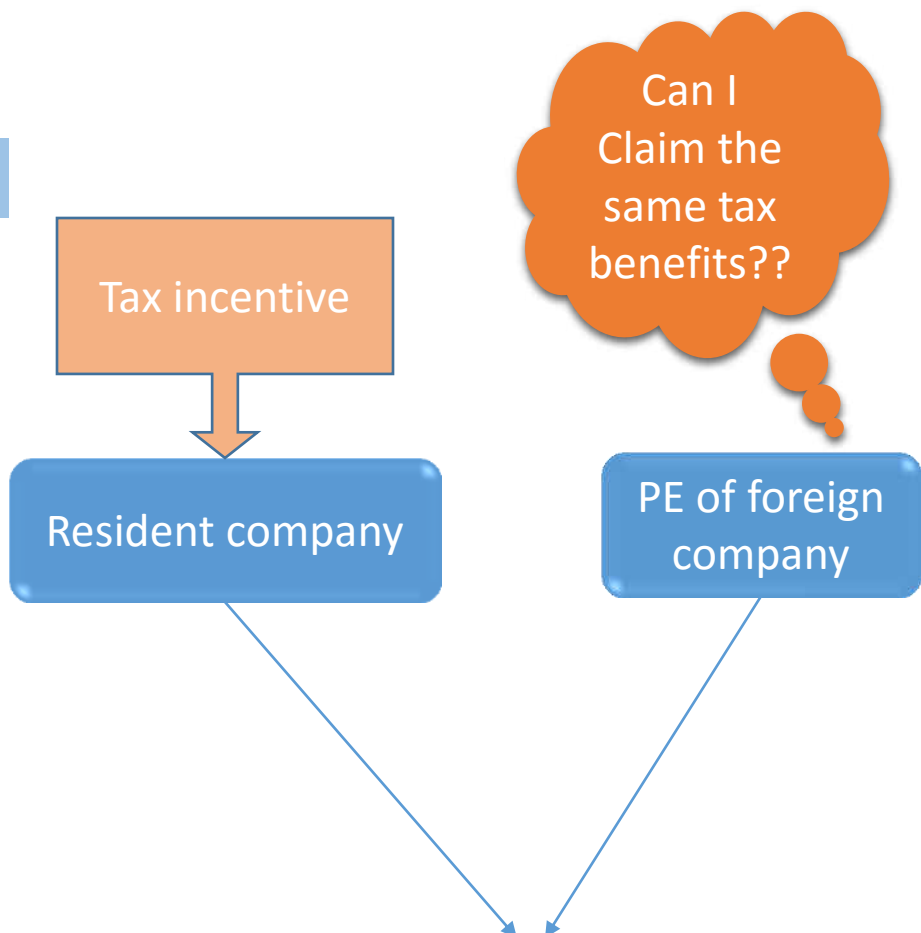 Can I
Claim the
same tax
benefits??
Tax incentive
Resident company
PE of foreign
company